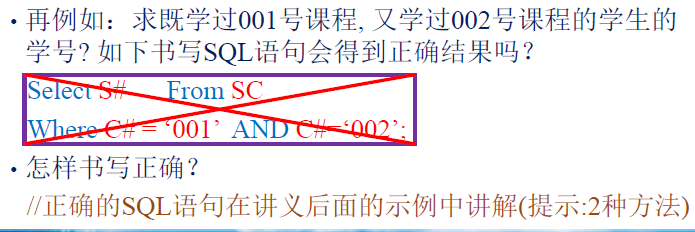 • 再例如：求既学过001号课程, 又学过002号课程的学生的
学号? 如下书写SQL语句会得到正确结果吗？
Select S# From SC
Where C# = ‘001’ AND C#=‘002’;
• 怎样书写正确？
//正确的SQL语句在讲义后面的示例中讲解(提示:2种方法)